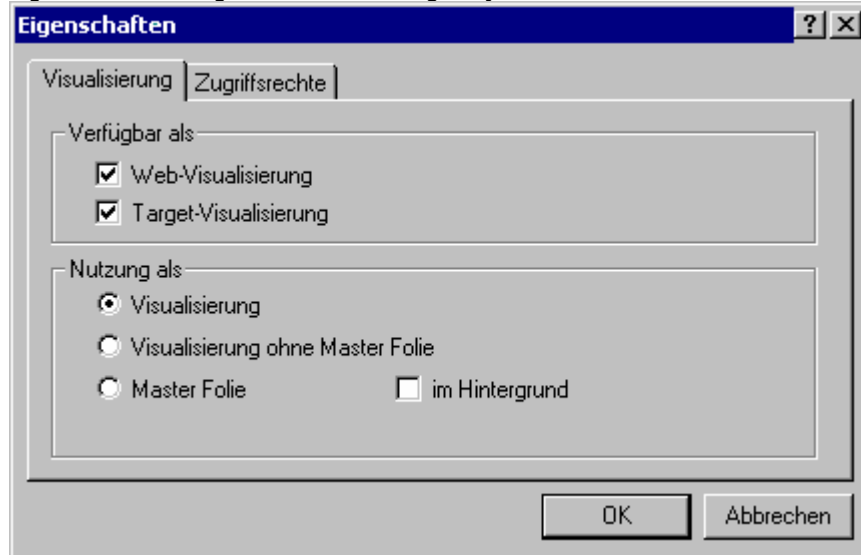 Eigenschaften
Visualisierung Zugriffsrechte
Verfügbar als
Web-Visualisierung
Target-Visualisierung
Nutzung als
Visualisierung
Visualisierung ohne Master Folie
Master Folie im Hintergrund
OK Abbrechen